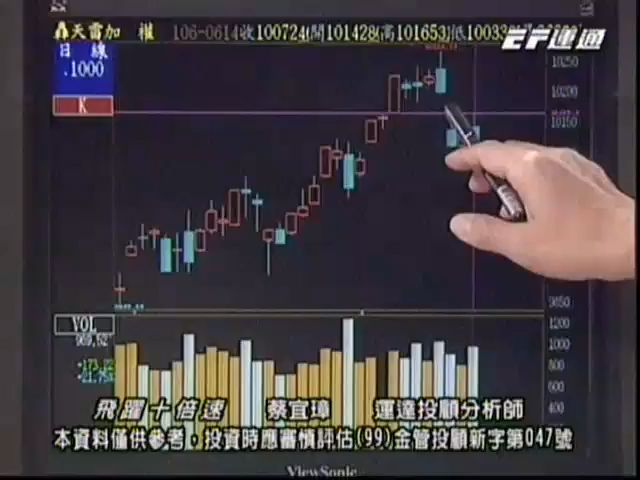 天雷加 權 106-0614收100724(開101428(高101653(低10033
EF運通
日線
.1000
K
10250
10200
10150
9850
VOL
1200
1000
800
600
400
飛躍十倍速 蔡宜璋 運達投顧分析師
本資料僅供參考，投資時應審慎評估(99)金管投顧新字第047號
ViewSonic